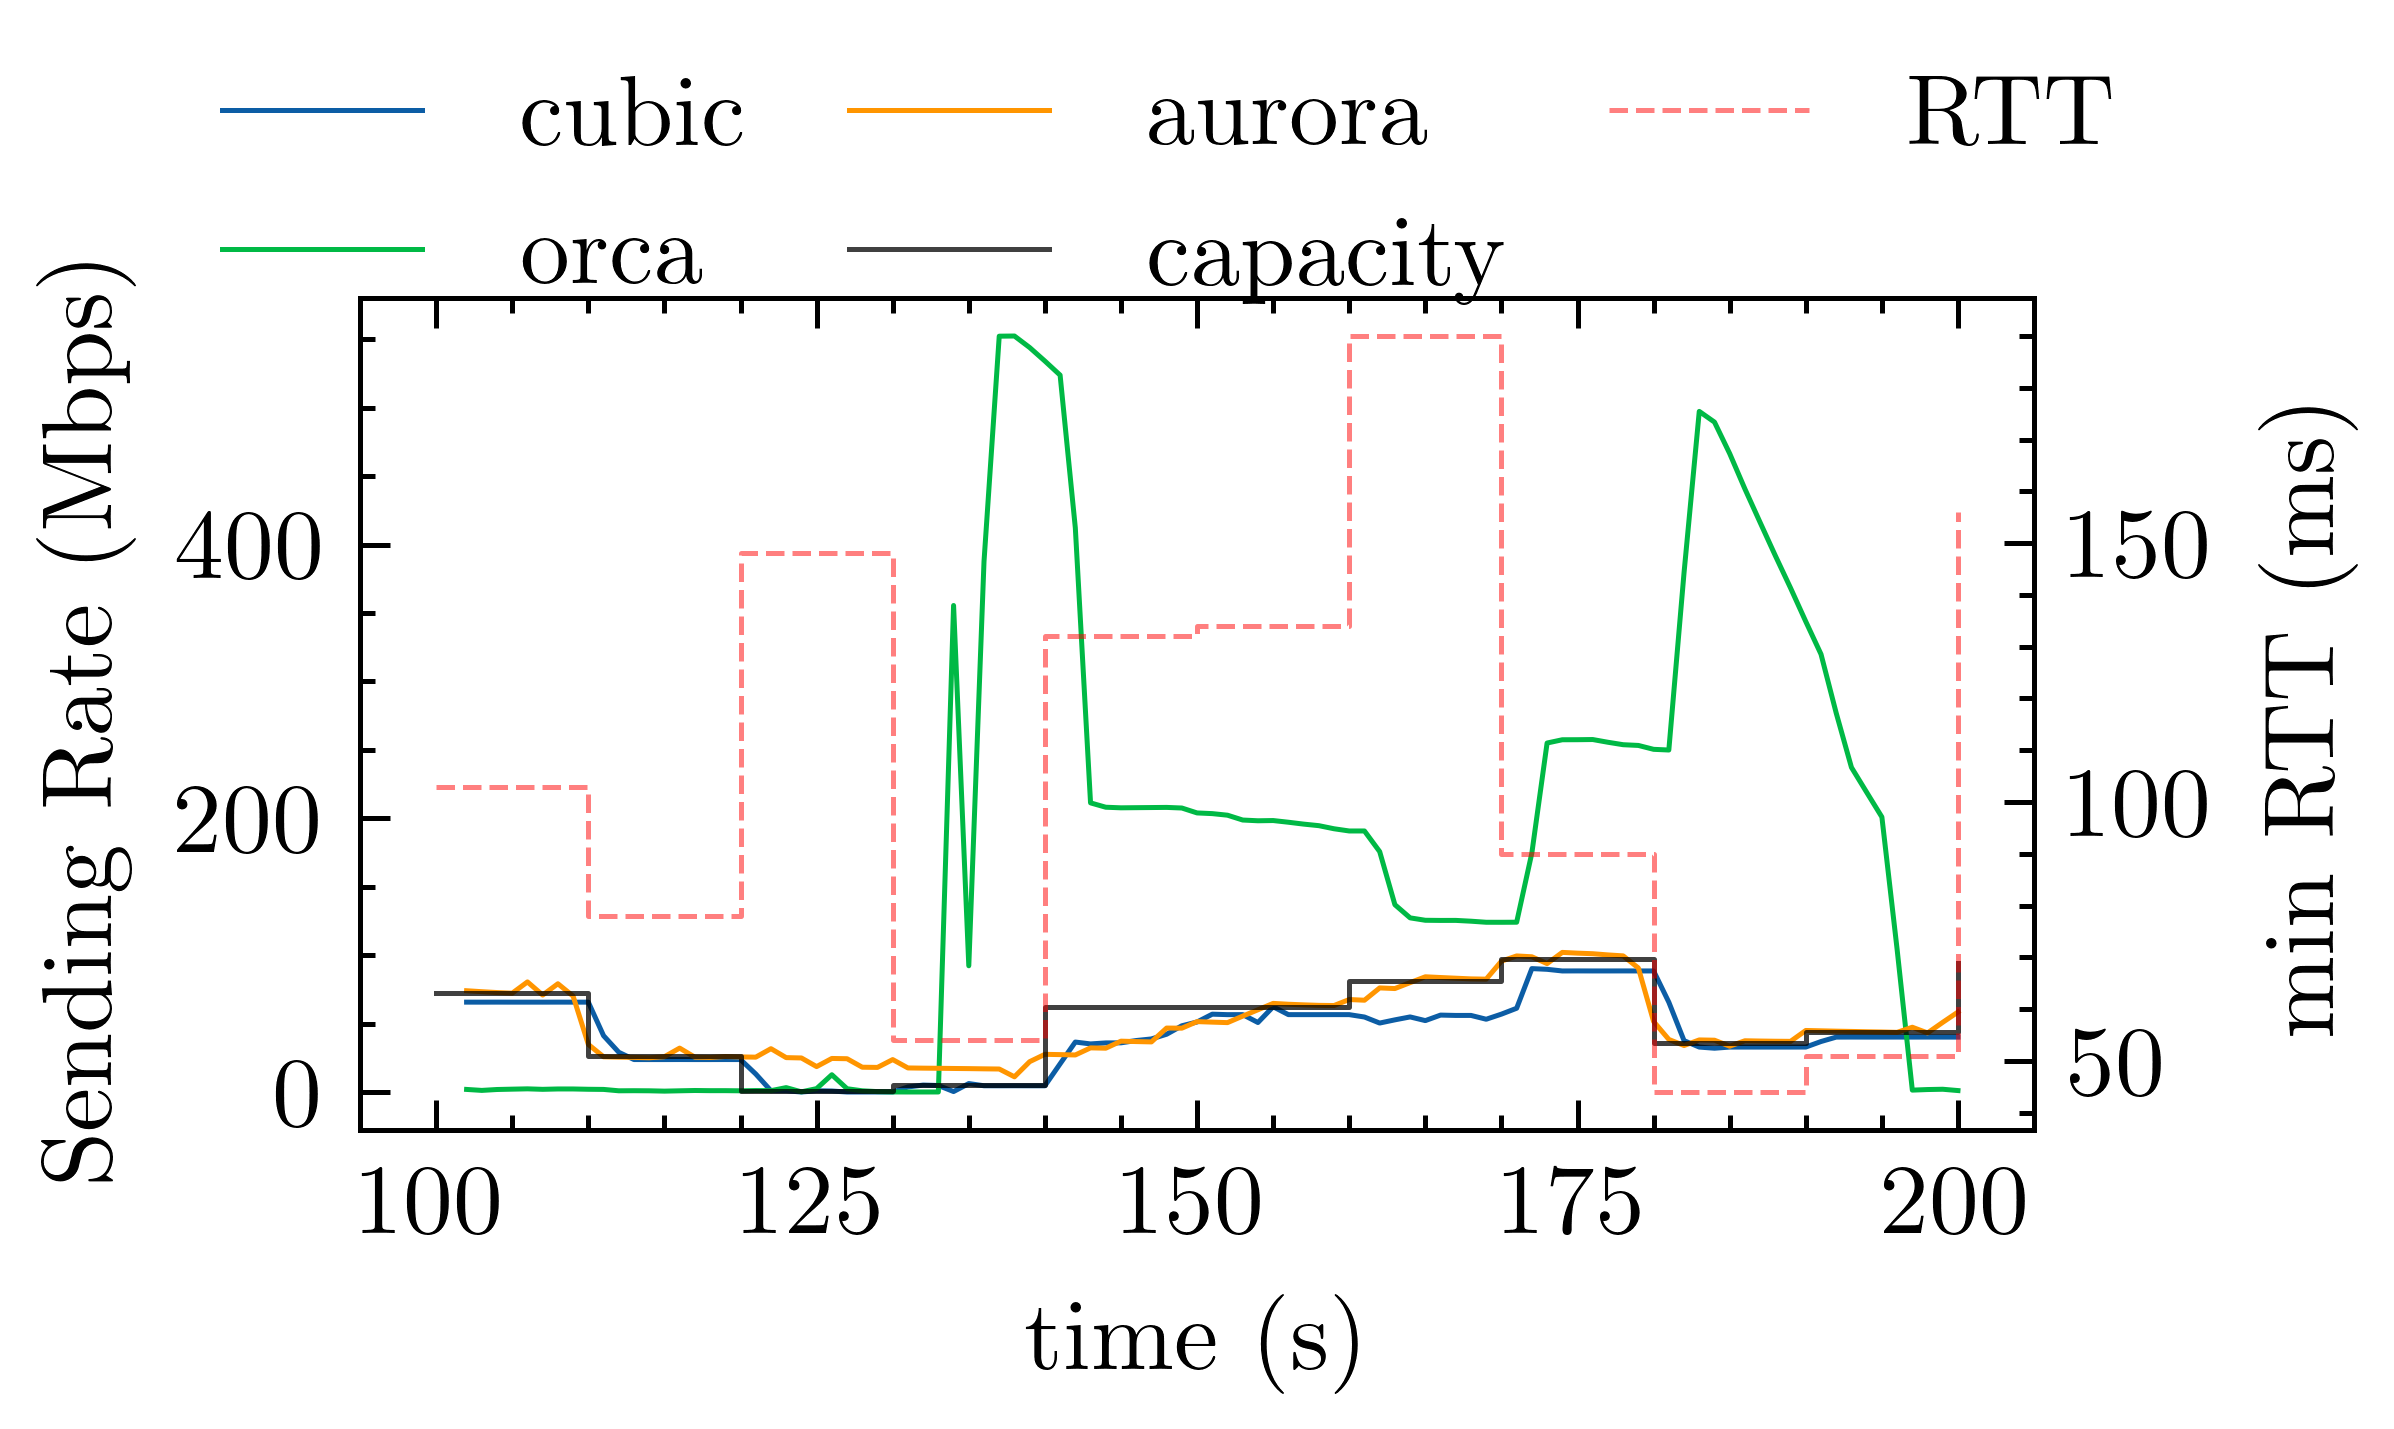 cubic aurora RTT
orca capacity
Sending Rate (Mbps)
400
200
0
150
100
50
min RTT (ms)
100 125 150 175 200
time (s)